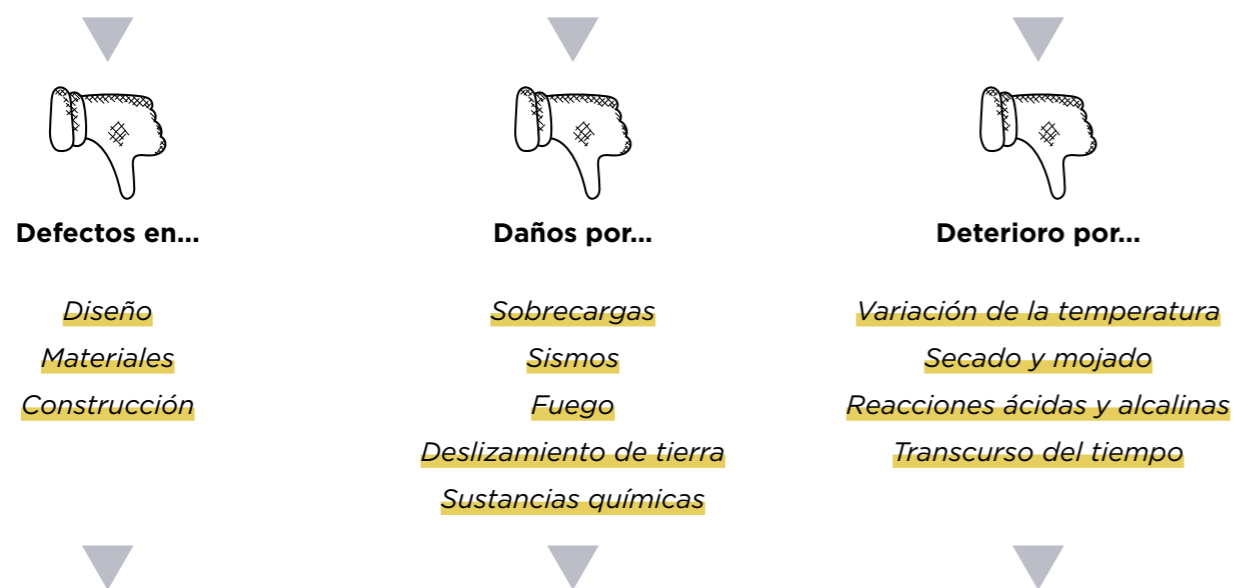 Defectos en...
Diseño
Materiales
Construcción
Daños por...
Sobrecargas
Sismos
Fuego
Deslizamiento de tierra
Sustancias químicas
Deterioro por...
Variación de la temperatura
Secado y mojado
Reacciones ácidas y alcalinas
Transcurso del tiempo